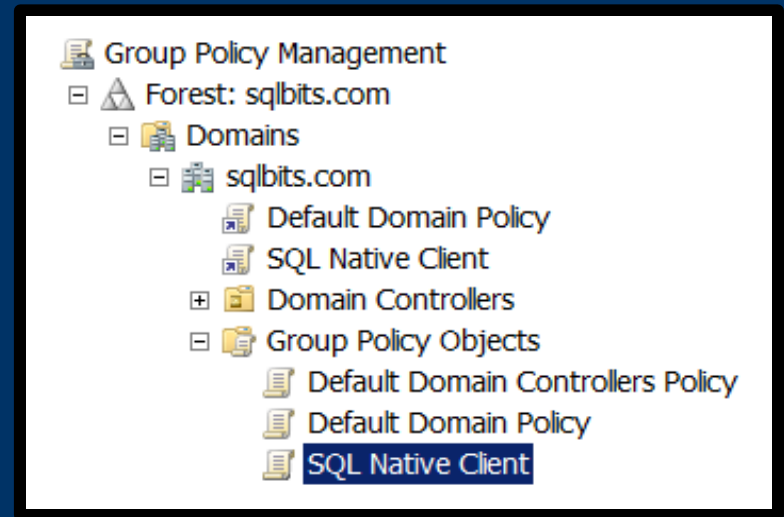 Group Policy Management
Forest: sqlbits.com
Domains
sqlbits.com
Default Domain Policy
SQL Native Client
Domain Controllers
Group Policy Objects
Default Domain Controllers Policy
Default Domain Policy
SQL Native Client